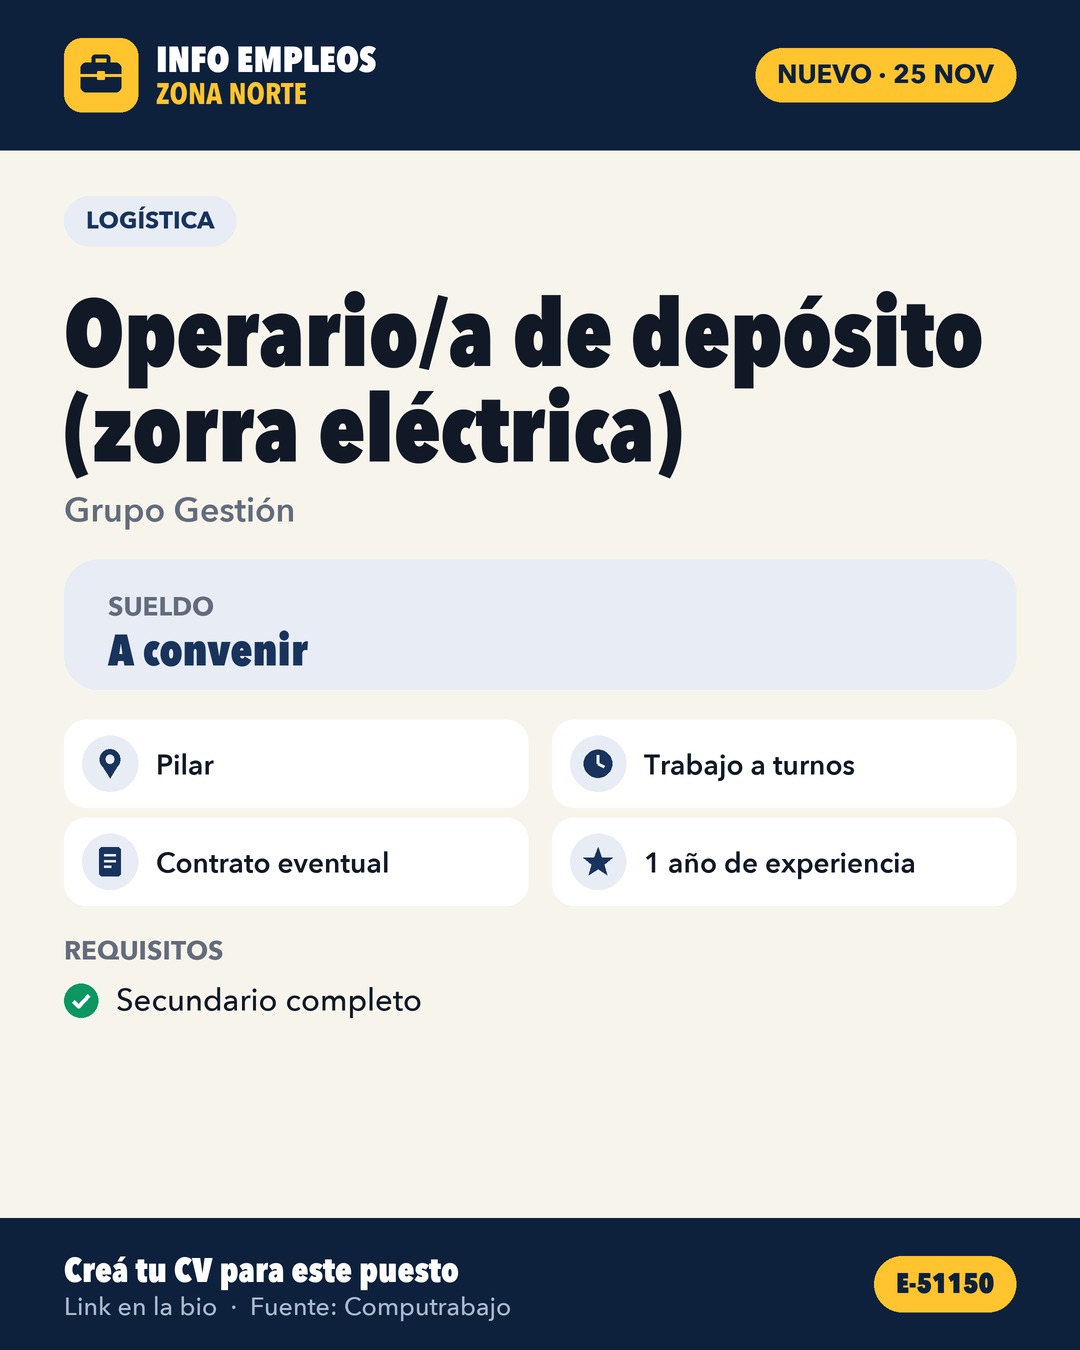 INFO EMPLEOS
ZONA NORTE
NUEVO · 25 NOV
LOGÍSTICA
Operario/a de depósito
(zorra eléctrica)
Grupo Gestión
SUELDO
A convenir
Pilar
Trabajo a turnos
Contrato eventual
1 año de experiencia
REQUISITOS
Secundario completo
Creá tu CV para este puesto
Link en la bio · Fuente: Computrabajo
E-51150